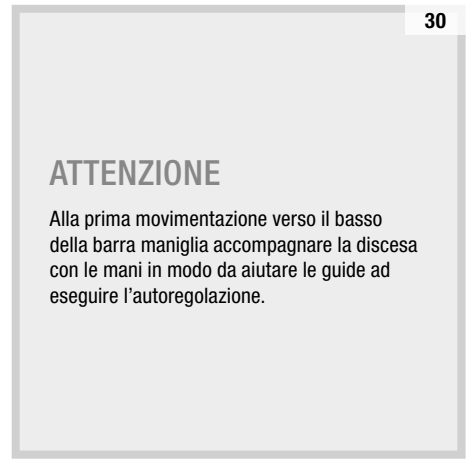 30
ATTENZIONE
Alla prima movimentazione verso il basso
della barra maniglia accompagnare la discesa
con le mani in modo da aiutare le guide ad
eseguire l’autoregolazione.